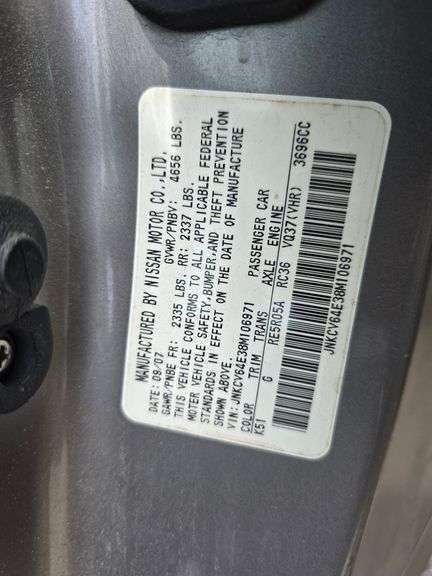 MANUFACTURED BY NISSAN MOTOR CO.,LTD.
DATE: 09/07 GVWR/PNBV: 4656 LBS.
GAWR/PNBE FR: 2335 LBS. RR: 2337 LBS.
THIS VEHICLE CONFORMS TO ALL APPLICABLE FEDERAL
MOTOR VEHICLE SAFETY,BUMPER,AND THEFT PREVENTION
STANDARDS IN EFFECT ON THE DATE OF MANUFACTURE
SHOWN ABOVE.
VIN: JNKCV64E38M106971 PASSENGER CAR
COLOR TRIM TRANS AXLE ENGINE
K51 G RE5R05A RC36 VQ37(VHR) 3696CC
JNKCV64E38M106971